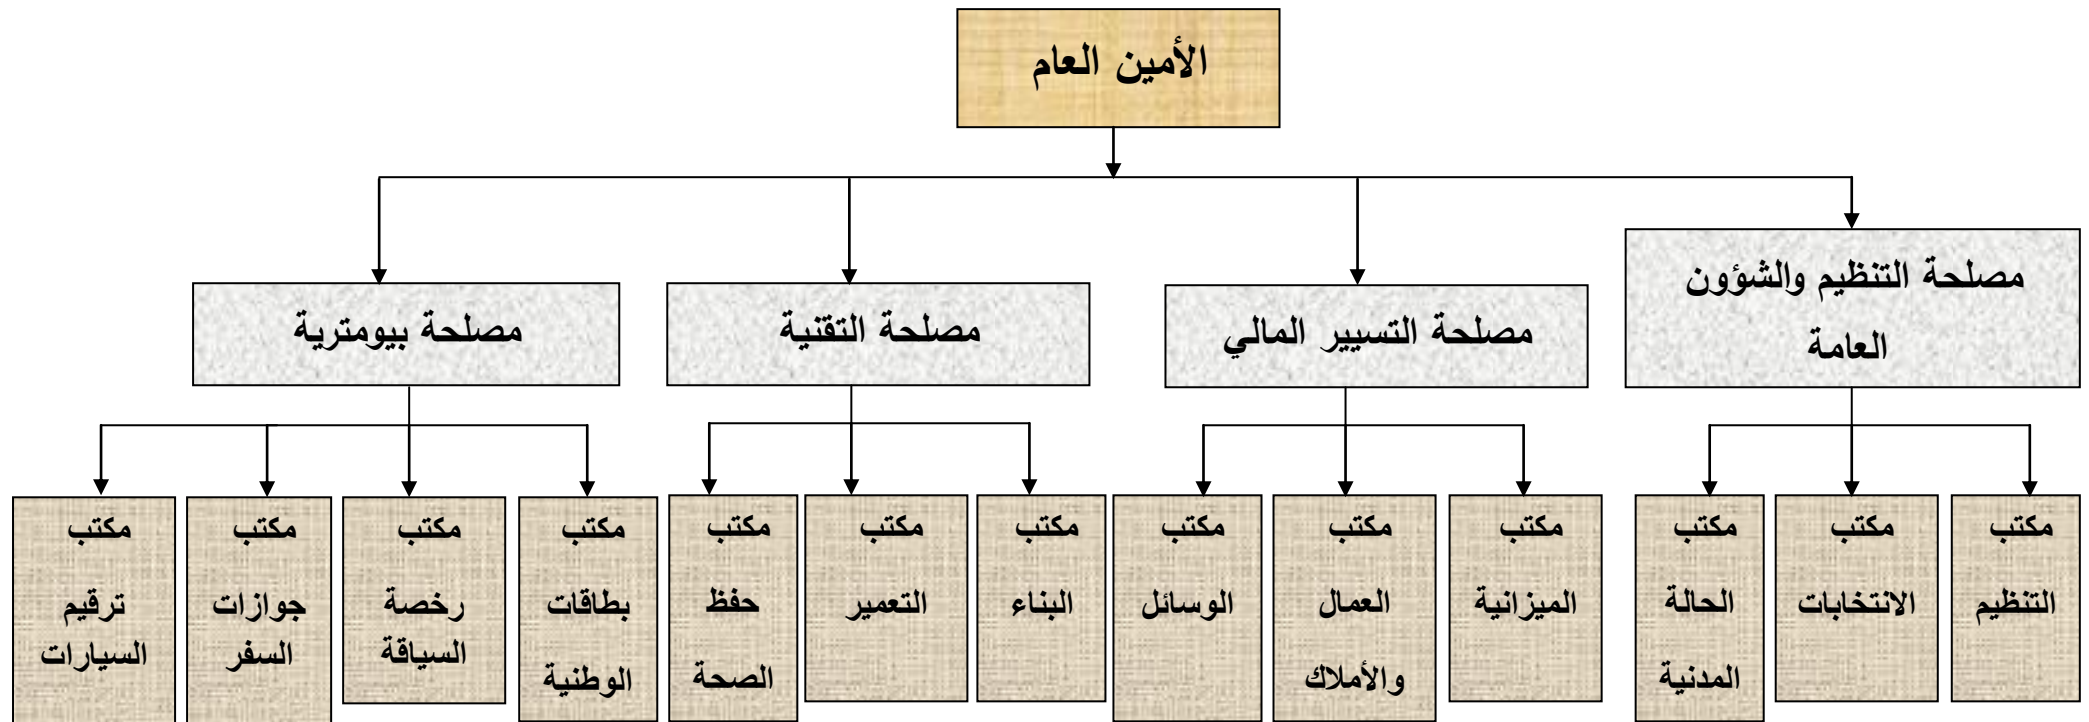 الأمين العام
مصلحة التنظيم والشؤون
العامة
مصلحة التسيير المالي
مصلحة التقنية
مصلحة بيومترية
مكتب
التنظيم
مكتب
الانتخابات
مكتب
الحالة
المدنية
مكتب
الميزانية
مكتب
العمال
والأملاك
مكتب
الوسائل
مكتب
البناء
مكتب
التعمير
مكتب
حفظ
الصحة
مكتب
بطاقات
الوطنية
مكتب
رخصة
السياقة
مكتب
جوازات
السفر
مكتب
ترقيم
السيارات